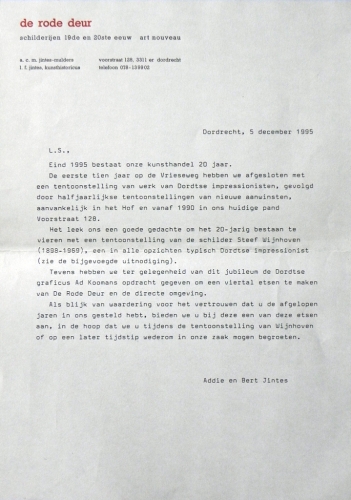 de rode deur
schilderijen 19de en 20ste eeuw art nouveau
a. c. m. jintes-mulders voorstraat 128, 3311 er dordrecht
l. f. jintes, kunsthistoricus telefoon 078-138802
Dordrecht, 5 december 1995
L.S.,
Eind 1995 bestaat onze kunsthandel 20 jaar.
De eerste tien jaar op de Vrieseweg hebben we afgesloten met
een tentoonstelling van werk van Dordtse impressionisten, gevolgd
door halfjaarlijkse tentoonstellingen van nieuwe aanwinsten,
aanvankelijk in het Hof en vanaf 1990 in ons huidige pand
Voorstraat 128.
Het leek ons een goede gedachte om het 20-jarig bestaan te
vieren met een tentoonstelling van de schilder Steef Wijnhoven
(1898-1960), een in alle opzichten typisch Dordtse impressionist
(zie de bijgevoegde uitnodiging).
Tevens hebben we ter gelegenheid van dit jubileum de Dordtse
graficus Ad Koomans opdracht gegeven om een viertal etsen te maken
van De Rode Deur en de directe omgeving.
Als blijk van waardering voor het vertrouwen dat u de afgelopen
jaren in ons gesteld hebt, bieden we u bij deze een van deze etsen
aan, in de hoop dat we u tijdens de tentoonstelling van Wijnhoven
of op een later tijdstip wederom in onze zaak mogen begroeten.
Addie en Bert Jintes